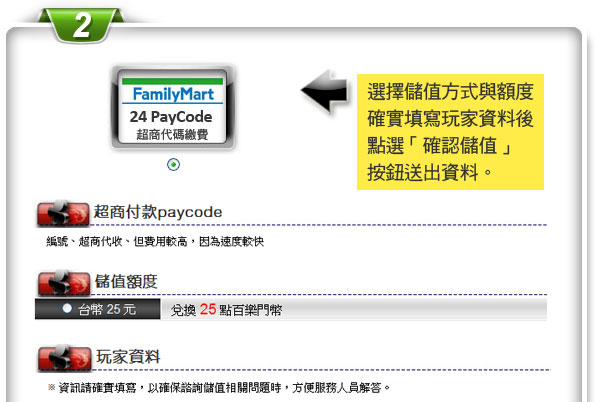 2
FamilyMart
24 PayCode
超商代碼繳費
選擇儲值方式與額度
確實填寫玩家資料後
點選「確認儲值」
按鈕送出資料。
超商付款paycode
編號、超商代收、但費用較高，因為速度較快
儲值額度
台幣 25 元 兌換 25 點百樂門幣
玩家資料
※ 資訊請確實填寫，以確保諮詢儲值相關問題時，方便服務人員解答。